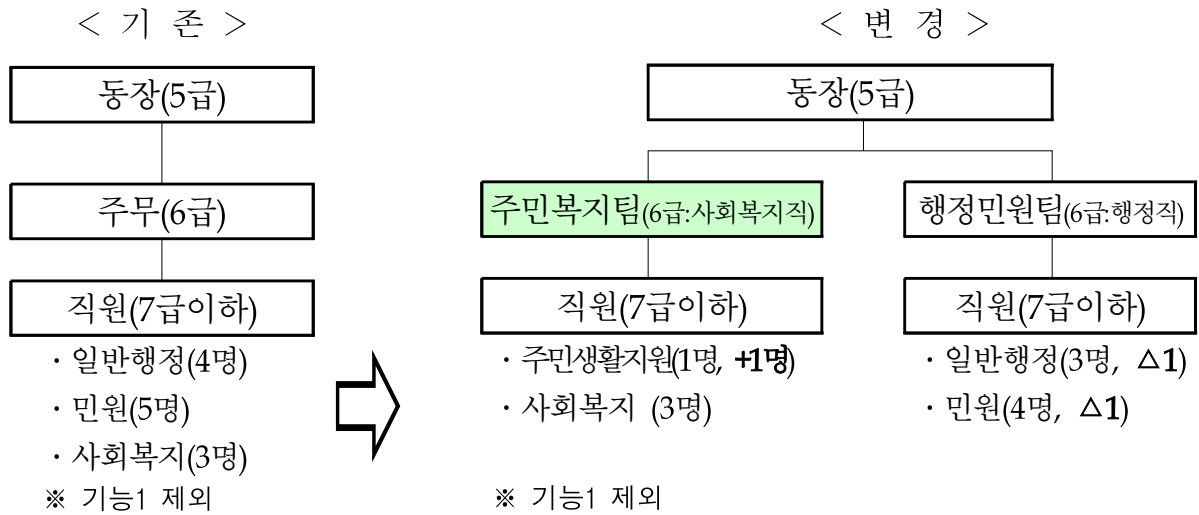 < 기 존 >
동장(5급)
주무(6급)
직원(7급이하)
· 일반행정(4명)
· 민원(5명)
· 사회복지(3명)
※ 기능1 제외
< 변 경 >
동장(5급)
주민복지팀(6급:사회복지직)
직원(7급이하)
· 주민생활지원(1명, +1명)
· 사회복지 (3명)
※ 기능1 제외
행정민원팀(6급:행정직)
직원(7급이하)
· 일반행정(3명, △1)
· 민원(4명, △1)